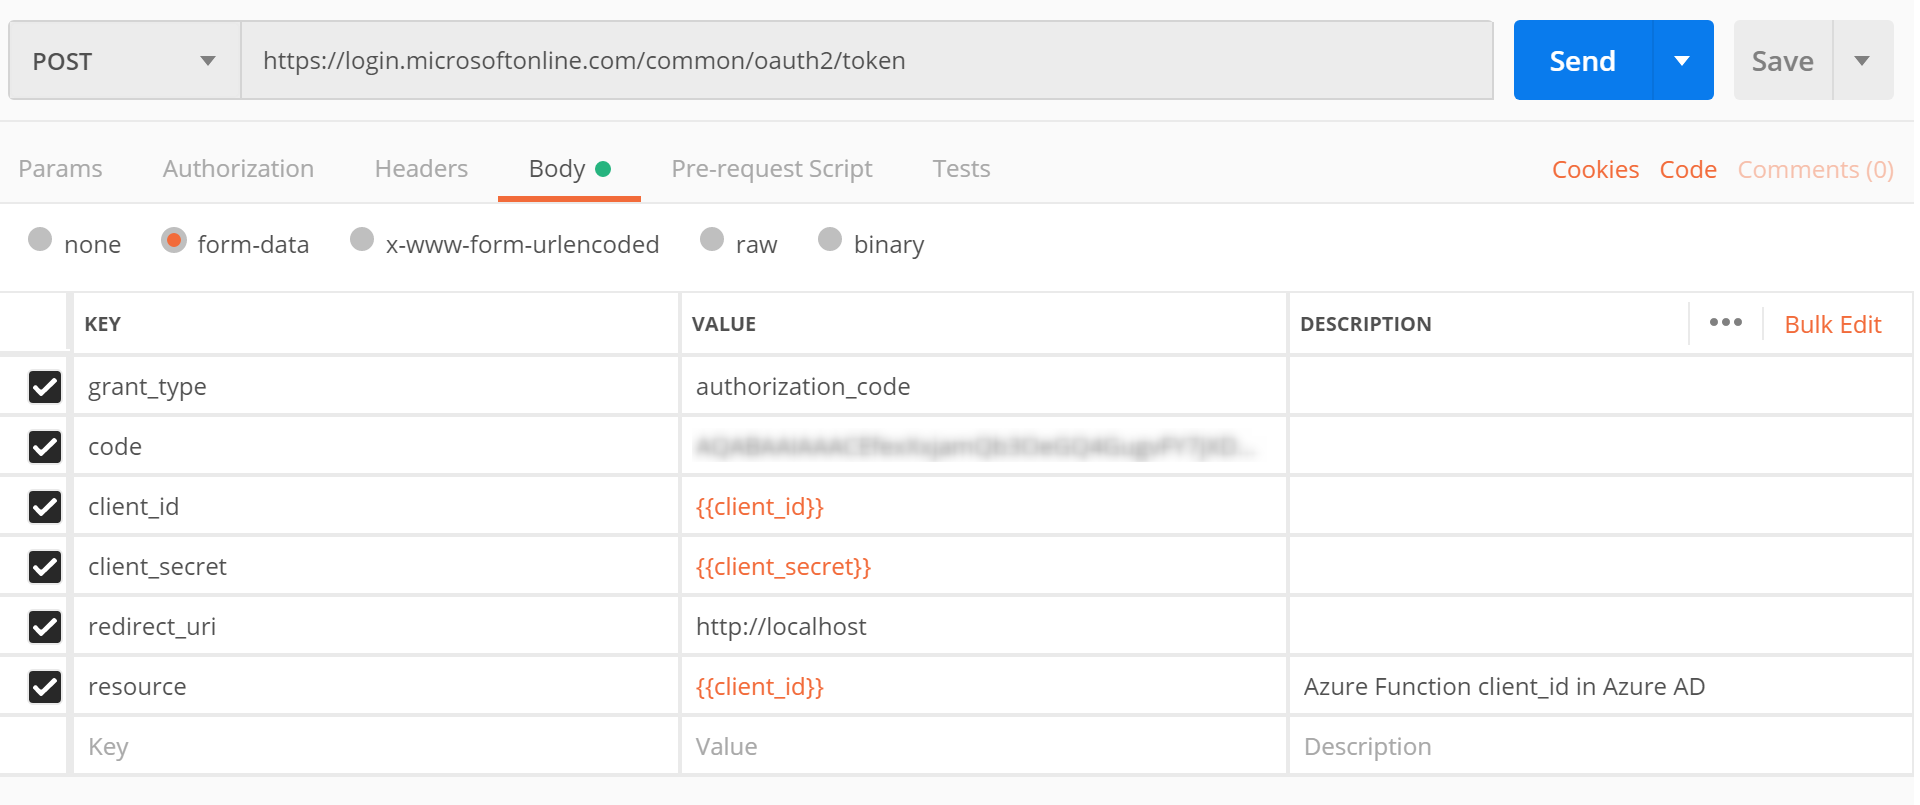 POST https://login.microsoftonline.com/common/oauth2/token Send Save
Params Authorization Headers Body Pre-request Script Tests Cookies Code Comments (0)
none form-data x-www-form-urlencoded raw binary
KEY VALUE DESCRIPTION ••• Bulk Edit
grant_type authorization_code
code
client_id {{client_id}}
client_secret {{client_secret}}
redirect_uri http://localhost
resource {{client_id}} Azure Function client_id in Azure AD
Key Value Description